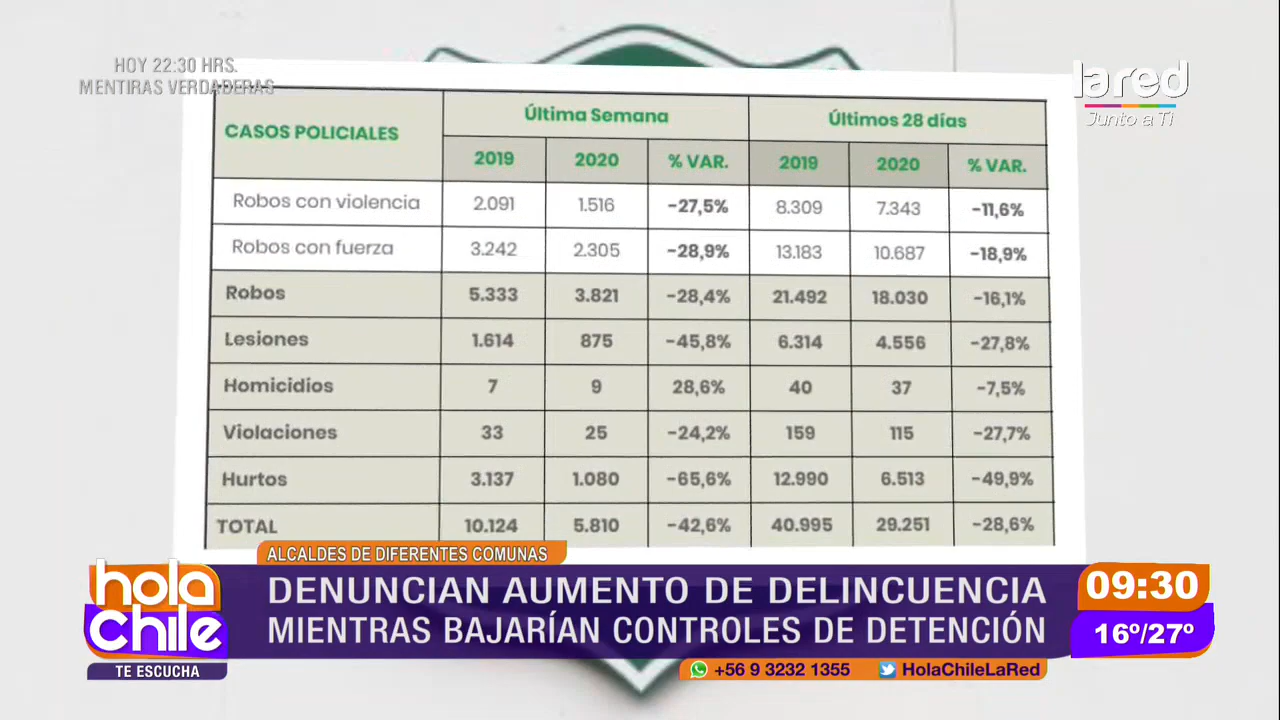 HOY 22:30 HRS.
MENTIRAS VERDADERAS
lared
Junto a Ti
CASOS POLICIALES Última Semana Últimos 28 días
2019 2020 % VAR. 2019 2020 % VAR.
Robos con violencia 2.091 1.516 -27,5% 8.309 7.343 -11,6%
Robos con fuerza 3.242 2.305 -28,9% 13.183 10.687 -18,9%
Robos 5.333 3.821 -28,4% 21.492 18.030 -16,1%
Lesiones 1.614 875 -45,8% 6.314 4.556 -27,8%
Homicidios 7 9 28,6% 40 37 -7,5%
Violaciones 33 25 -24,2% 159 115 -27,7%
Hurtos 3.137 1.080 -65,6% 12.990 6.513 -49,9%
TOTAL 10.124 5.810 -42,6% 40.995 29.251 -28,6%
ALCALDES DE DIFERENTES COMUNAS
hola
chile
TE ESCUCHA
DENUNCIAN AUMENTO DE DELINCUENCIA
MIENTRAS BAJARÍAN CONTROLES DE DETENCIÓN
09:30
16º/27º
+56 9 3232 1355 HolaChileLaRed